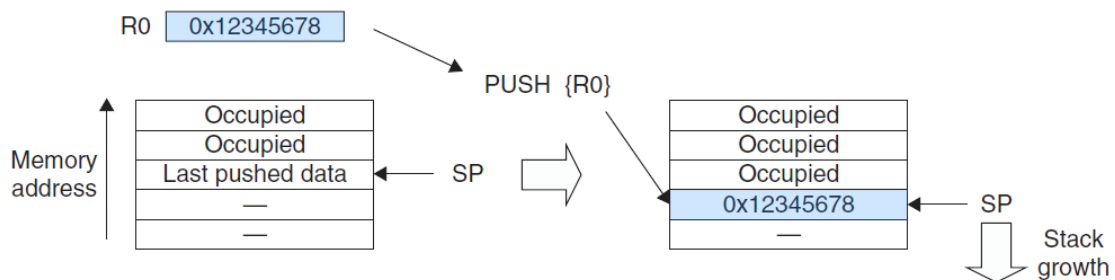 R0 0x12345678
PUSH {R0}
Memory
address
Occupied
Occupied
Last pushed data
—
—
SP
Occupied
Occupied
Occupied
0x12345678
—
SP
Stack
growth